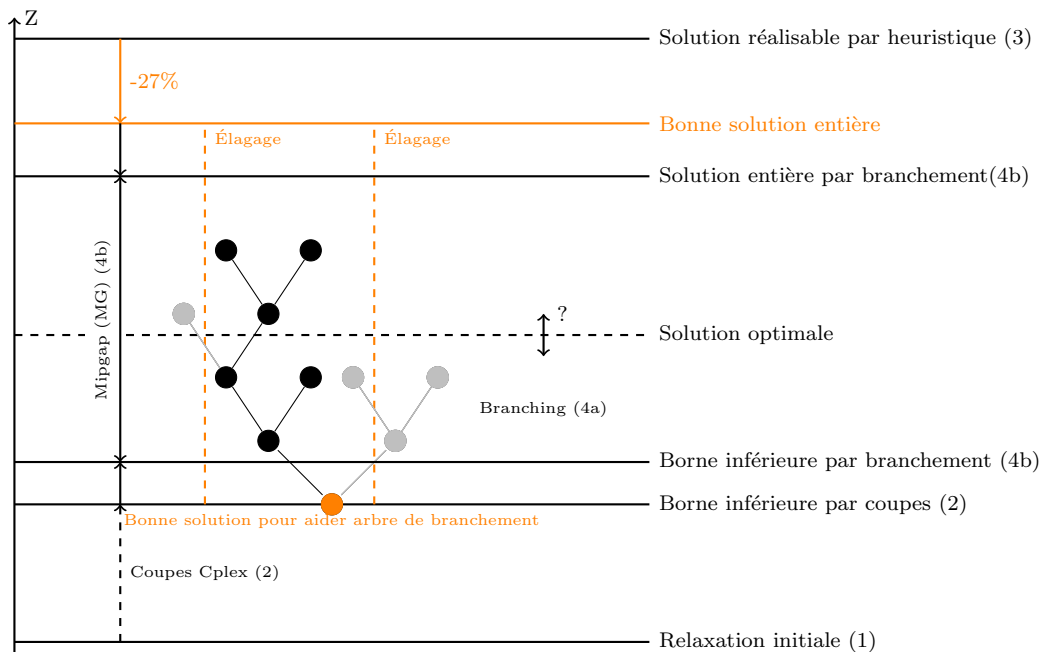 Z
Solution réalisable par heuristique (3)
-27%
Bonne solution entière
Élagage
Élagage
Solution entière par branchement(4b)
Mipgap (MG) (4b)
?
Solution optimale
Branching (4a)
Borne inférieure par branchement (4b)
Borne inférieure par coupes (2)
Bonne solution pour aider arbre de branchement
Coupes Cplex (2)
Relaxation initiale (1)